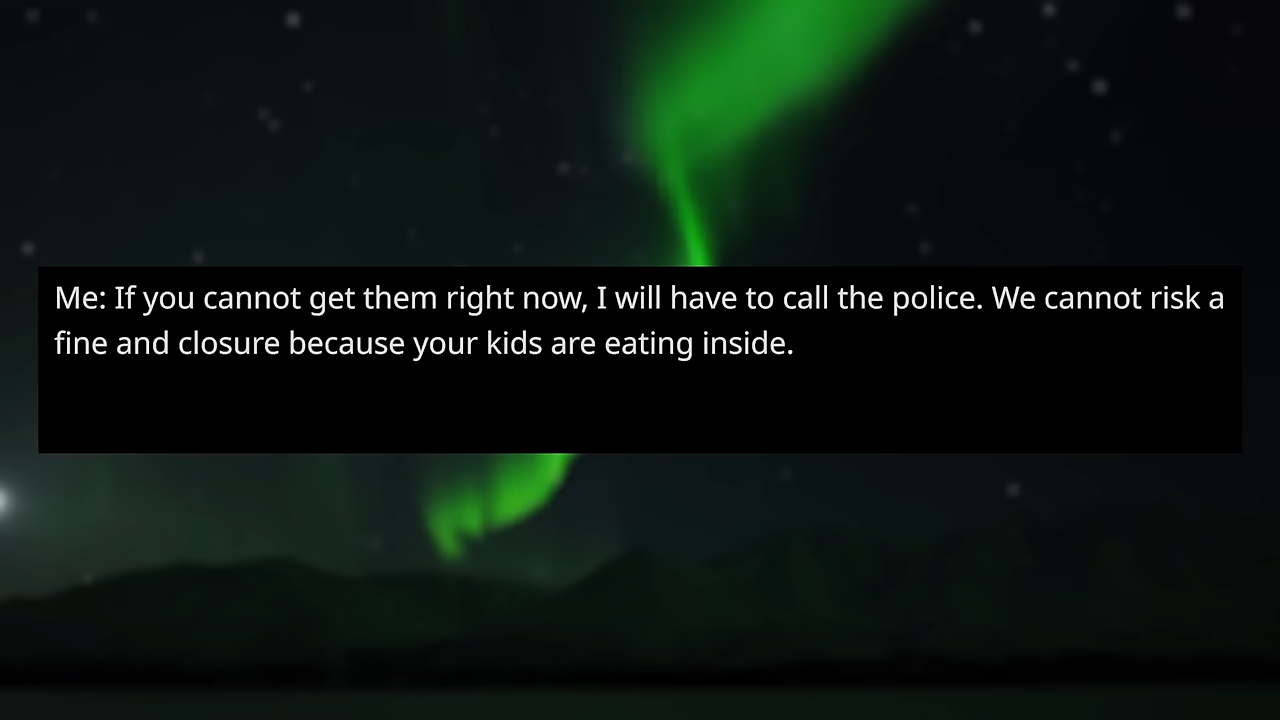 Me: If you cannot get them right now, I will have to call the police. We cannot risk a
fine and closure because your kids are eating inside.